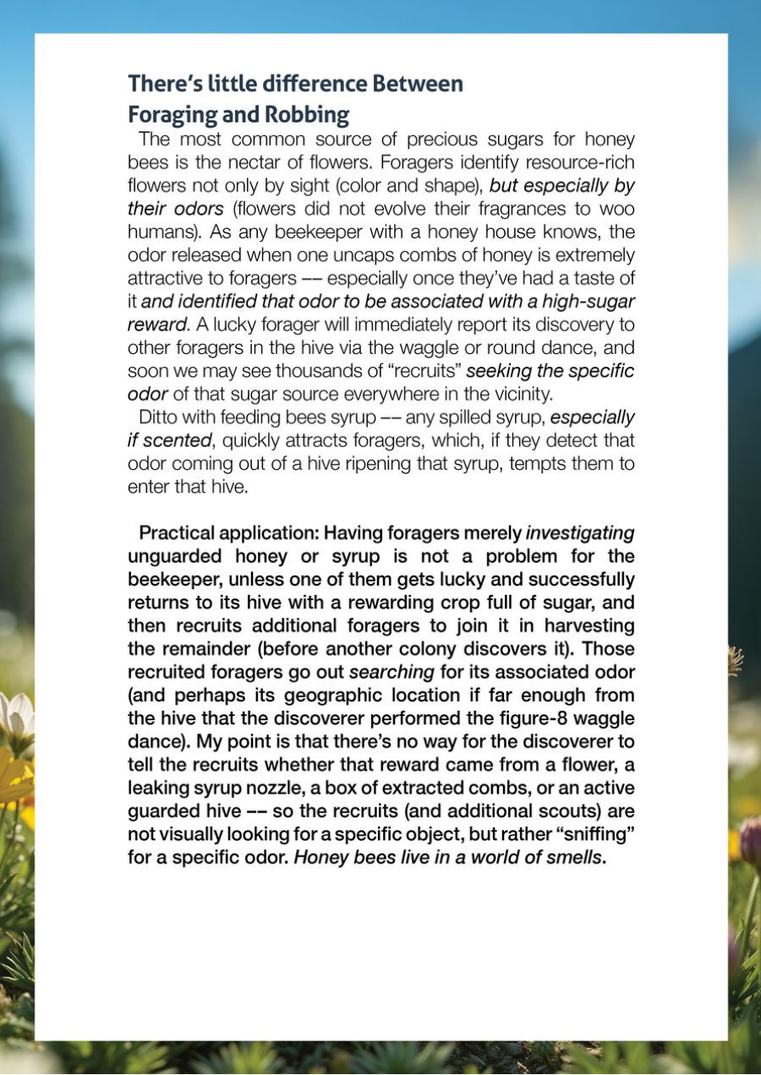 There's little difference Between
Foraging and Robbing
The most common source of precious sugars for honey
bees is the nectar of flowers. Foragers identify resource-rich
flowers not only by sight (color and shape), but especially by
their odors (flowers did not evolve their fragrances to woo
humans). As any beekeeper with a honey house knows, the
odor released when one uncaps combs of honey is extremely
attractive to foragers –– especially once they've had a taste of
it and identified that odor to be associated with a high-sugar
reward. A lucky forager will immediately report its discovery to
other foragers in the hive via the waggle or round dance, and
soon we may see thousands of “recruits” seeking the specific
odor of that sugar source everywhere in the vicinity.
Ditto with feeding bees syrup –– any spilled syrup, especially
if scented, quickly attracts foragers, which, if they detect that
odor coming out of a hive ripening that syrup, tempts them to
enter that hive.
Practical application: Having foragers merely investigating
unguarded honey or syrup is not a problem for the
beekeeper, unless one of them gets lucky and successfully
returns to its hive with a rewarding crop full of sugar, and
then recruits additional foragers to join it in harvesting
the remainder (before another colony discovers it). Those
recruited foragers go out searching for its associated odor
(and perhaps its geographic location if far enough from
the hive that the discoverer performed the figure-8 waggle
dance). My point is that there's no way for the discoverer to
tell the recruits whether that reward came from a flower, a
leaking syrup nozzle, a box of extracted combs, or an active
guarded hive –– so the recruits (and additional scouts) are
not visually looking for a specific object, but rather “sniffing”
for a specific odor. Honey bees live in a world of smells.